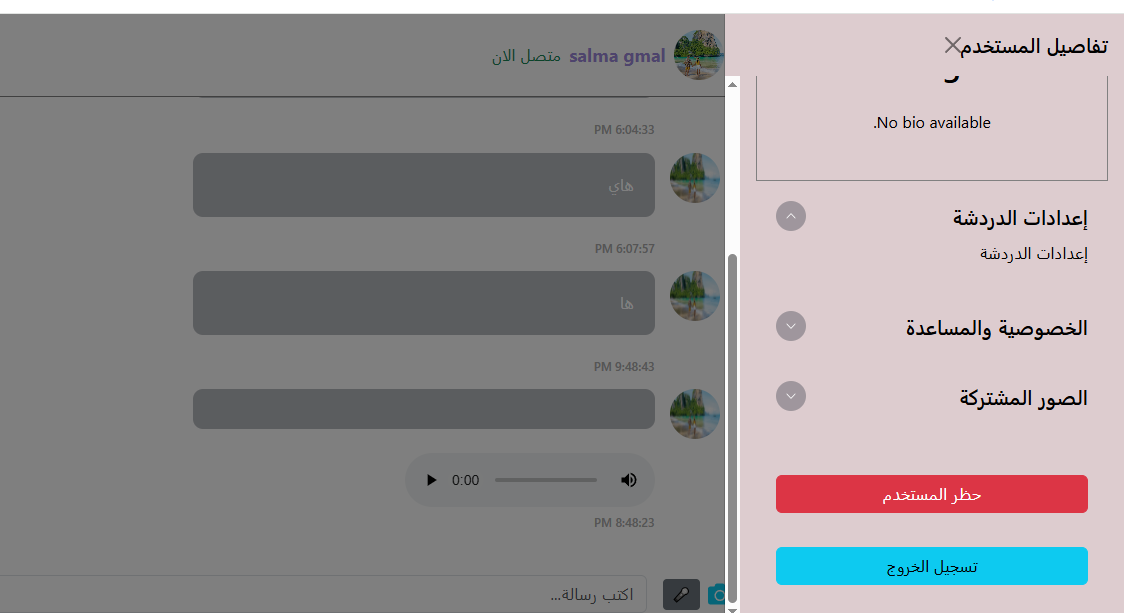 تفاصيل المستخدم
No bio available.
إعدادات الدردشة
إعدادات الدردشة
الخصوصية والمساعدة
الصور المشتركة
حظر المستخدم
تسجيل الخروج
salma gmal متصل الان
6:04:33 PM
هاي
6:07:57 PM
ها
9:48:43 PM
0:00
8:48:23 PM
اكتب رسالة...